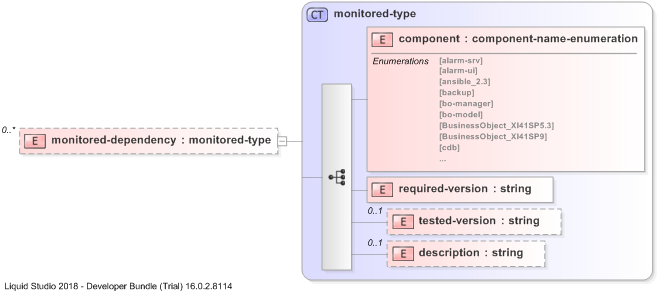 CT monitored-type
E component : component-name-enumeration
Enumerations [alarm-srv]
[alarm-ui]
[ansible_2.3]
[backup]
[bo-manager]
[bo-model]
[BusinessObject_XI41SP5.3]
[BusinessObject_XI41SP9]
[cdb]
...
0..*
E monitored-dependency : monitored-type
E required-version : string
0..1
E tested-version : string
0..1
E description : string
Liquid Studio 2018 - Developer Bundle (Trial) 16.0.2.8114